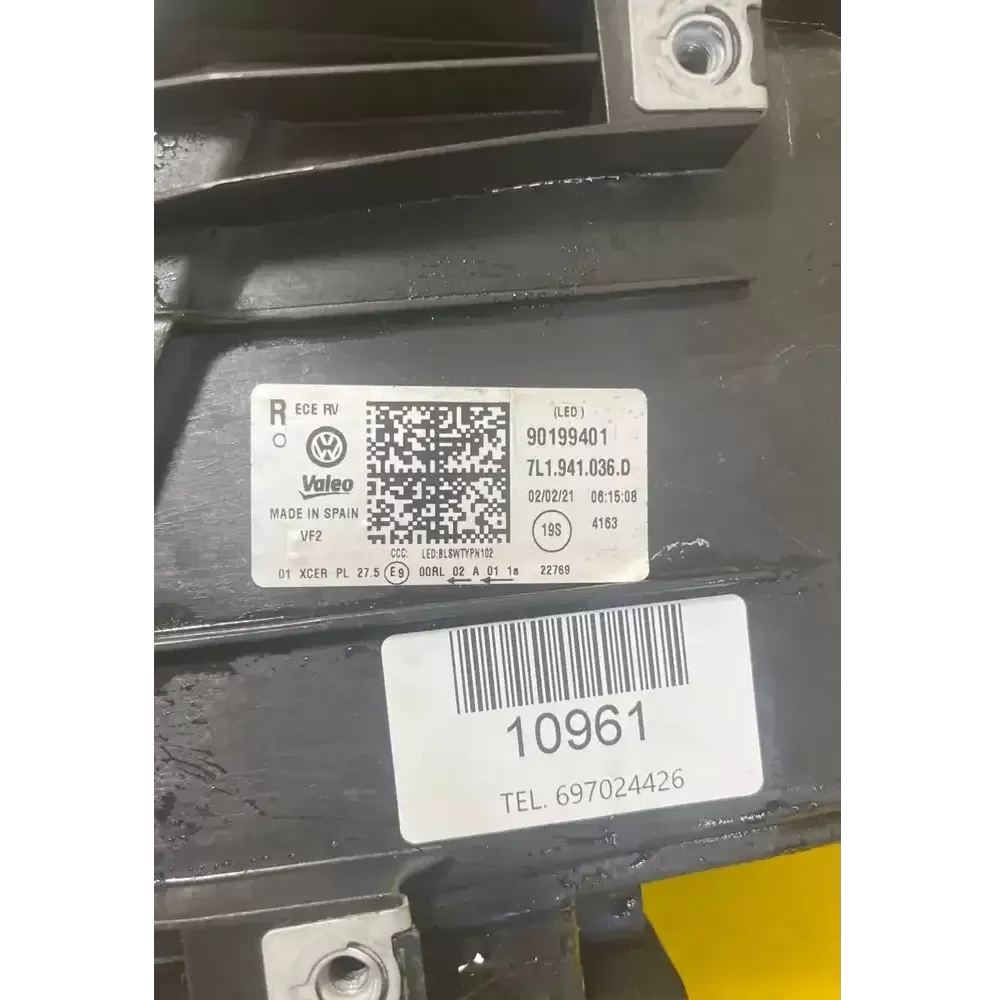 R ECE RV
O
Valeo
MADE IN SPAIN
VF2
(LED)
90199401
7L1.941.036.D
02/02/21 06:15:08
19S 4163
CCC: LED:BLSWTYPN102
01 XCER PL 27.5 E9 00RL 02 A 01 1a 22769
10961
TEL. 697024426